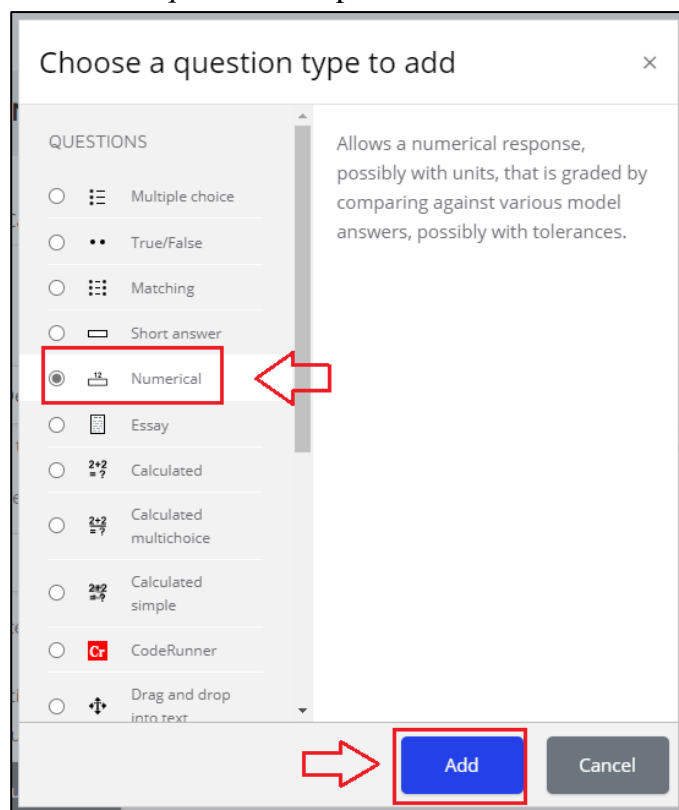 Choose a question type to add
×
QUESTIONS
Multiple choice
True/False
Matching
Short answer
12
Numerical
Essay
2+2
= ?
Calculated
2+2
= ?
Calculated
multichoice
2+2
= ?
Calculated
simple
Cr
CodeRunner
Drag and drop
into text
Allows a numerical response,
possibly with units, that is graded by
comparing against various model
answers, possibly with tolerances.
Add
Cancel